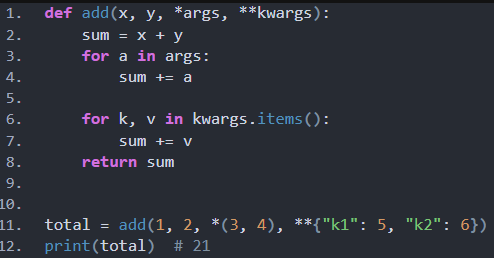 1. def add(x, y, *args, **kwargs):
2.     sum = x + y
3.     for a in args:
4.         sum += a
5.
6.     for k, v in kwargs.items():
7.         sum += v
8.     return sum
9.
10.
11. total = add(1, 2, *(3, 4), **{"k1": 5, "k2": 6})
12. print(total)  # 21